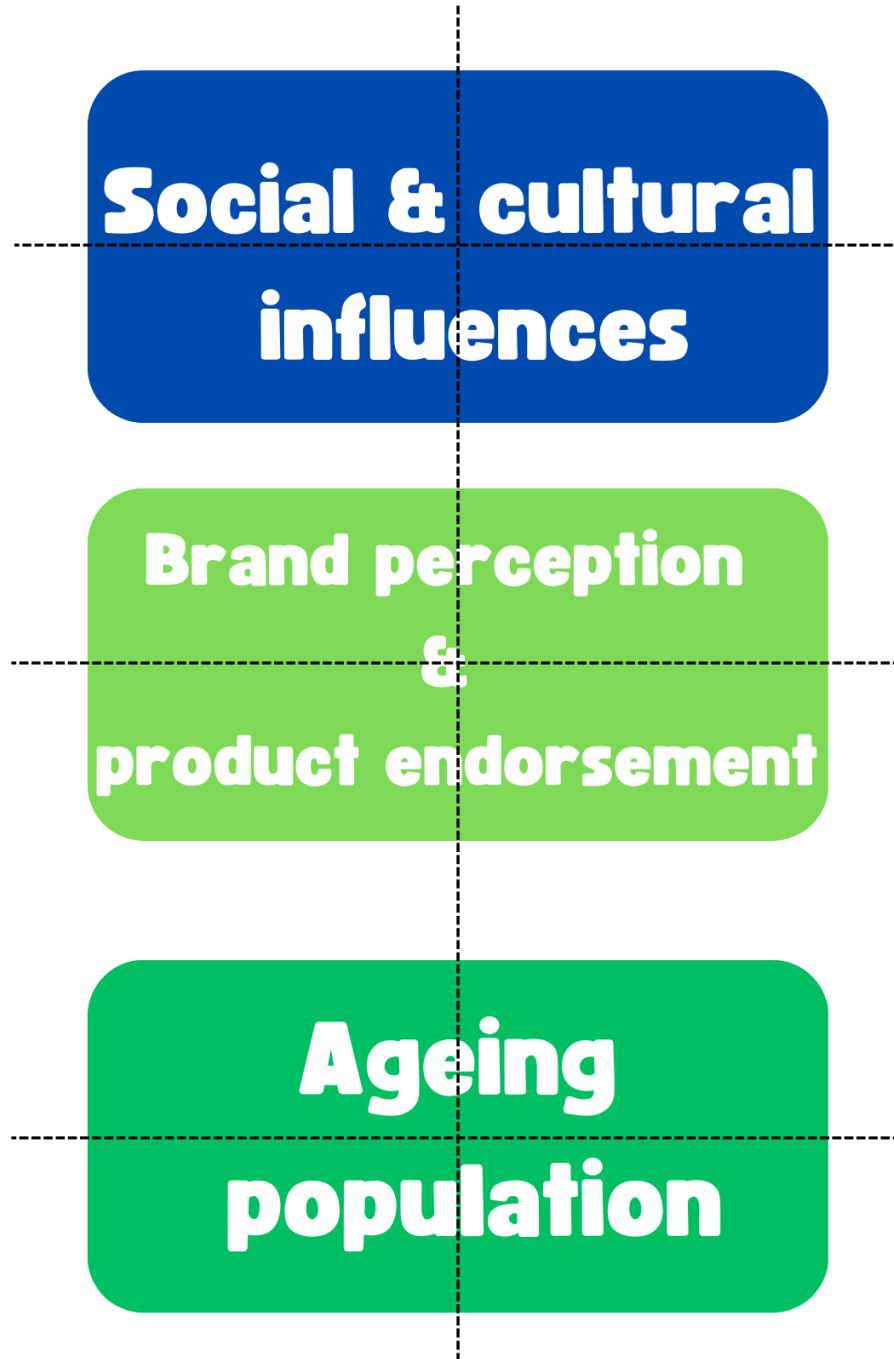 Social & cultural
influences
Brand perception
&
product endorsement
Ageing
population